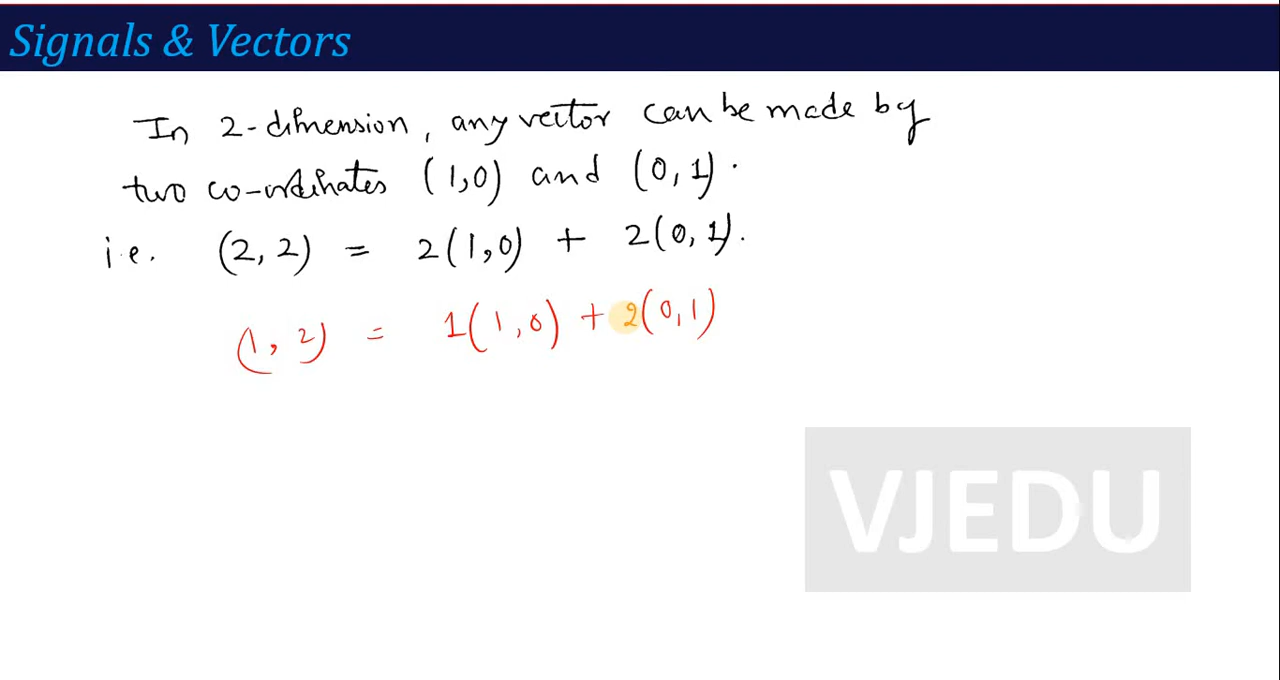 Signals & Vectors
In 2-dimension, any vector can be made by
two co-ordinates (1,0) and (0,1).
i.e. (2,2) = 2(1,0) + 2(0,1).
(1,2) = 1(1,0) + 2(0,1)
VJEDU